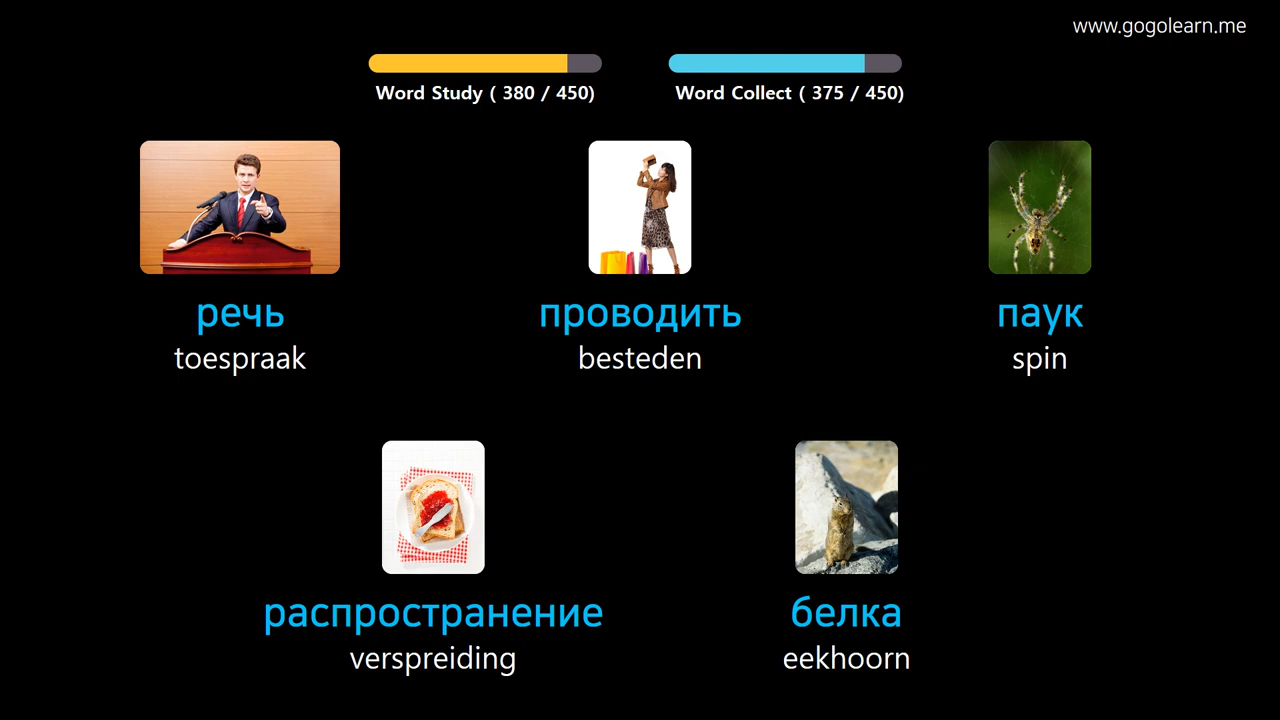 www.gogolearn.me
Word Study ( 380 / 450)
Word Collect ( 375 / 450)
речь
toespraak
проводить
besteden
паук
spin
распространение
verspreiding
белка
eekhoorn